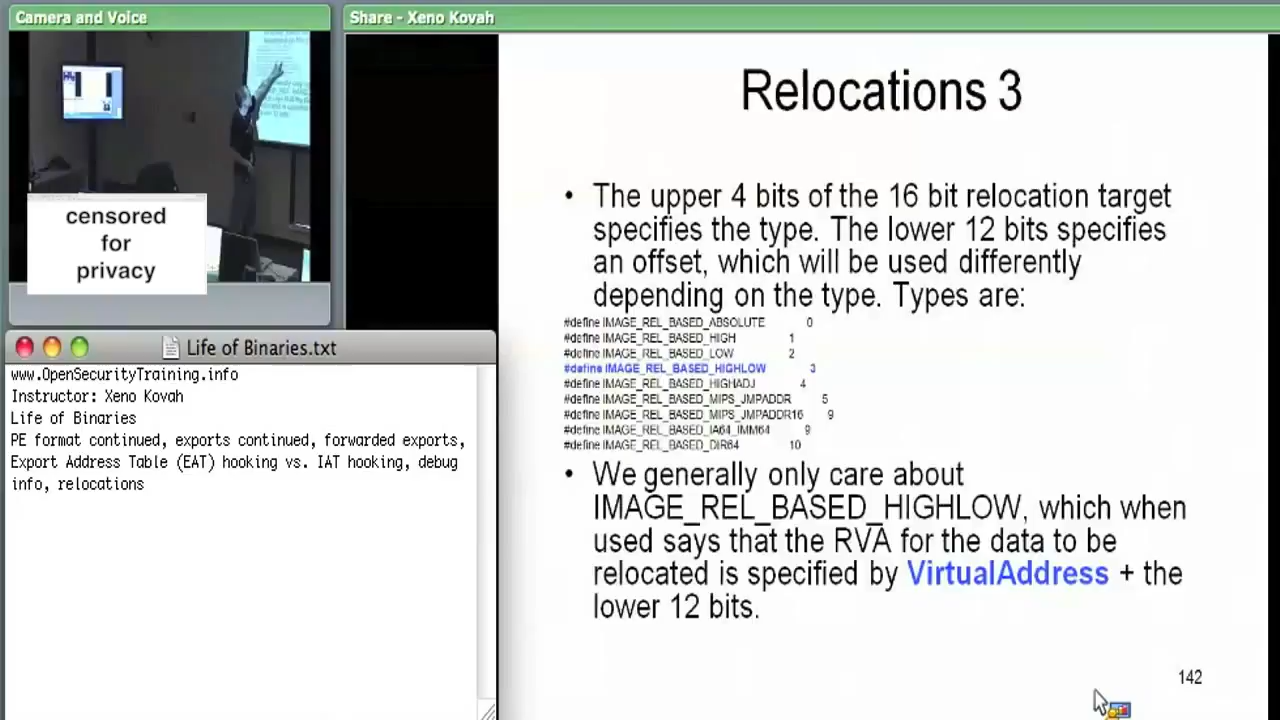 Camera and Voice
Share - Xeno Kovah
censored
for
privacy
Life of Binaries.txt
www.OpenSecurityTraining.info
Instructor: Xeno Kovah
Life of Binaries
PE format continued, exports continued, forwarded exports,
Export Address Table (EAT) hooking vs. IAT hooking, debug
info, relocations
Relocations 3
• The upper 4 bits of the 16 bit relocation target
specifies the type. The lower 12 bits specifies
an offset, which will be used differently
depending on the type. Types are:
#define IMAGE_REL_BASED_ABSOLUTE 0
#define IMAGE_REL_BASED_HIGH 1
#define IMAGE_REL_BASED_LOW 2
#define IMAGE_REL_BASED_HIGHLOW 3
#define IMAGE_REL_BASED_HIGHADJ 4
#define IMAGE_REL_BASED_MIPS_JMPADDR 5
#define IMAGE_REL_BASED_MIPS_JMPADDR16 9
#define IMAGE_REL_BASED_IA64_IMM64 9
#define IMAGE_REL_BASED_DIR64 10
• We generally only care about
IMAGE_REL_BASED_HIGHLOW, which when
used says that the RVA for the data to be
relocated is specified by VirtualAddress + the
lower 12 bits.
142